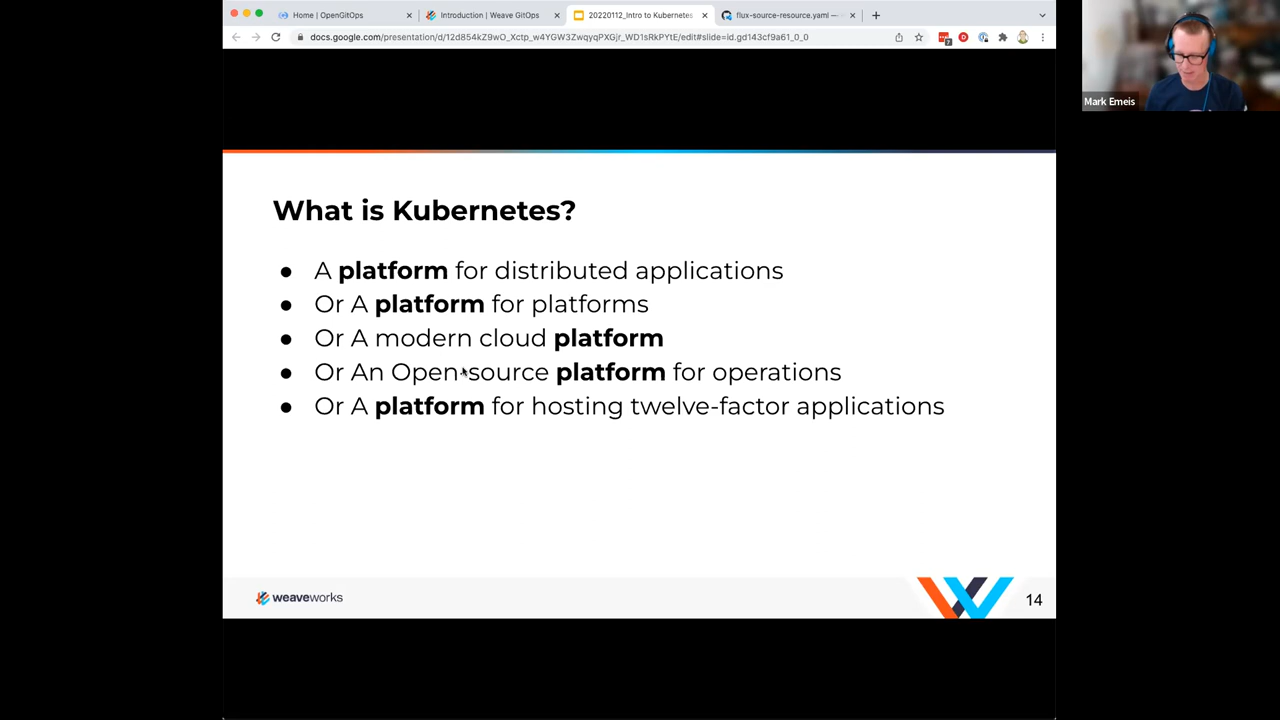 Home | OpenGitOps
Introduction | Weave GitOps
20220112_Intro to Kubernetes
flux-source-resource.yaml —
docs.google.com/presentation/d/12d854kZ9wO_Xctp_w4YGW3ZwqyqPXGjr_WD1sRkPYtE/edit#slide=id.gd143cf9a61_0_0
Mark Emeis
What is Kubernetes?
● A platform for distributed applications
● Or A platform for platforms
● Or A modern cloud platform
● Or An Open-source platform for operations
● Or A platform for hosting twelve-factor applications
weaveworks
14